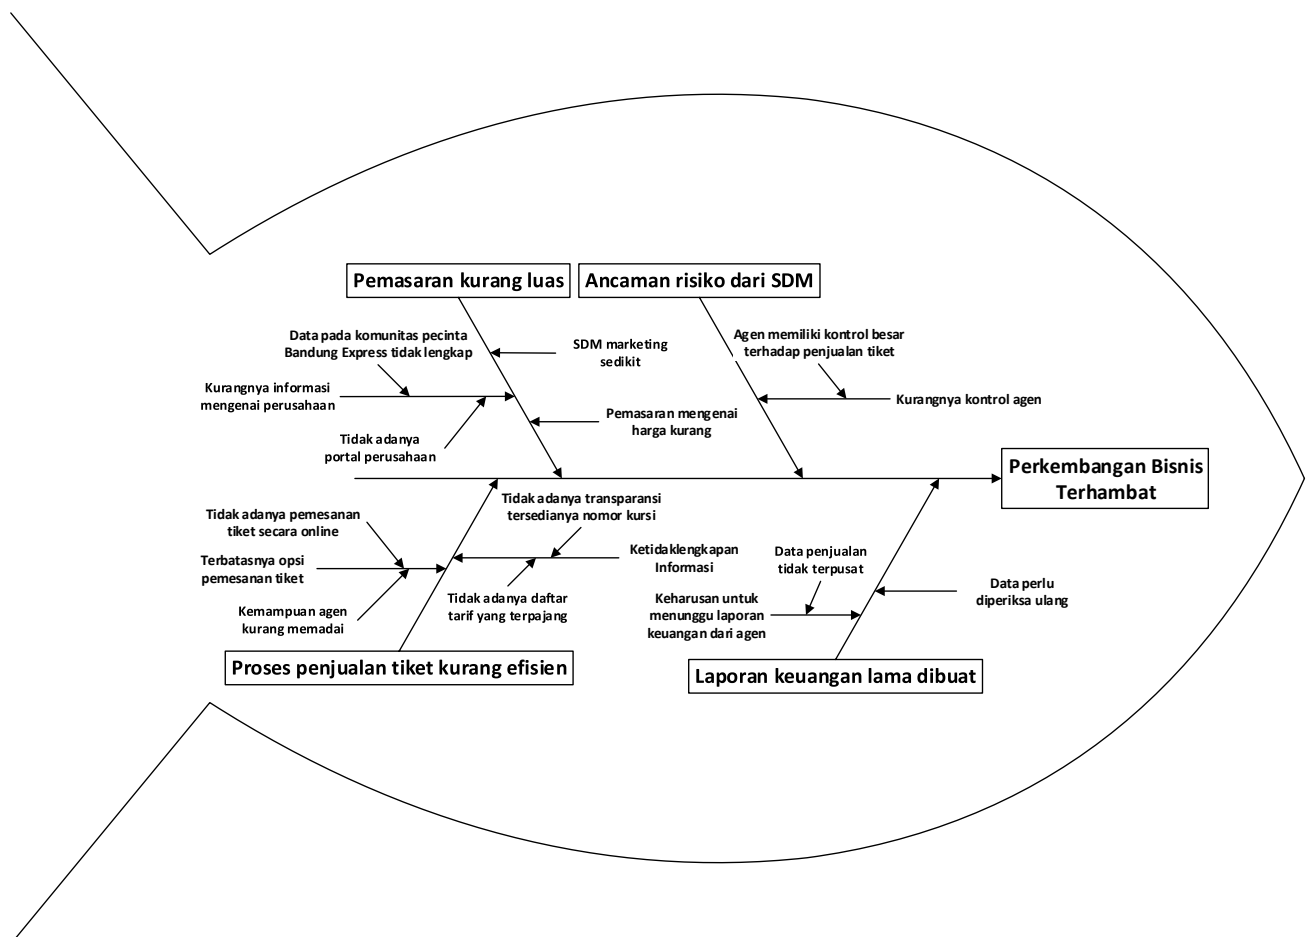 Pemasaran kurang luas
Ancaman risiko dari SDM
Data pada komunitas pecinta
Bandung Express tidak lengkap
SDM marketing
sedikit
Agen memiliki kontrol besar
terhadap penjualan tiket
Kurangnya informasi
mengenai perusahaan
Kurangnya kontrol agen
Pemasaran mengenai
harga kurang
Tidak adanya
portal perusahaan
Perkembangan Bisnis
Terhambat
Tidak adanya transparansi
tersedianya nomor kursi
Tidak adanya pemesanan
tiket secara online
Terbatasnya opsi
pemesanan tiket
Ketidaklengkapan
Informasi
Data penjualan
tidak terpusat
Data perlu
diperiksa ulang
Kemampuan agen
kurang memadai
Tidak adanya daftar
tarif yang terpajang
Keharusan untuk
menunggu laporan
keuangan dari agen
Proses penjualan tiket kurang efisien
Laporan keuangan lama dibuat